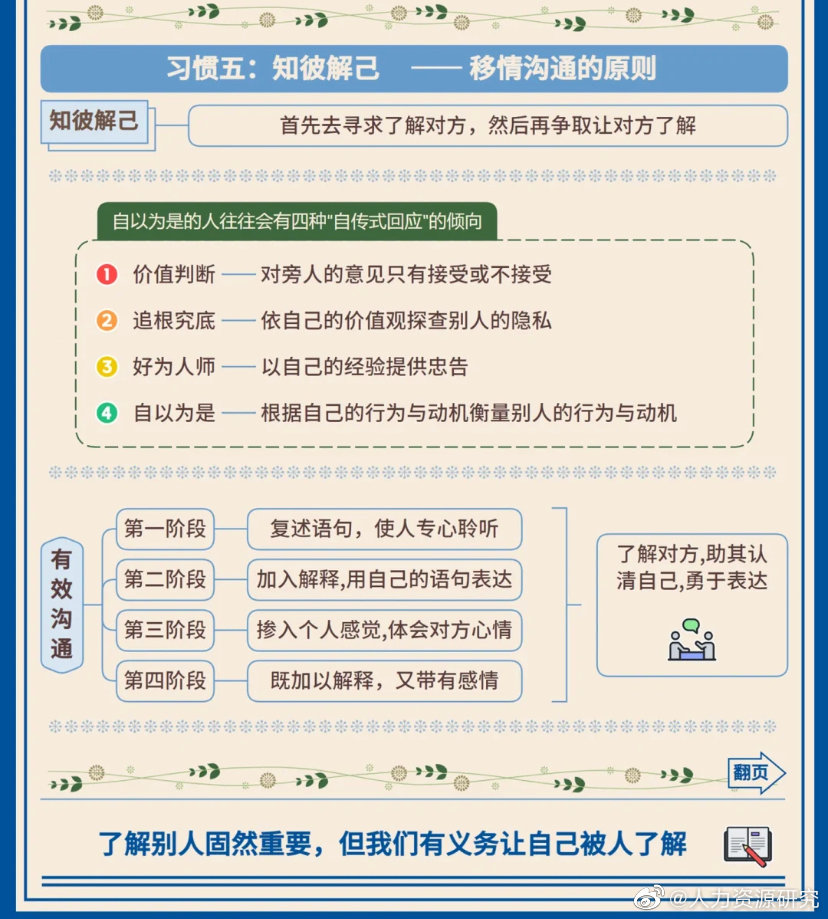 习惯五：知彼解己 —— 移情沟通的原则
知彼解己
首先去寻求了解对方，然后再争取让对方了解
自以为是的人往往会有四种"自传式回应"的倾向
1 价值判断 —— 对旁人的意见只有接受或不接受
2 追根究底 —— 依自己的价值观探查别人的隐私
3 好为人师 —— 以自己的经验提供忠告
4 自以为是 —— 根据自己的行为与动机衡量别人的行为与动机
有效沟通
第一阶段 复述语句，使人专心聆听
第二阶段 加入解释,用自己的语句表达
第三阶段 掺入个人感觉,体会对方心情
第四阶段 既加以解释，又带有感情
了解对方,助其认
清自己,勇于表达
翻页
了解别人固然重要，但我们有义务让自己被人了解
@人力资源研究